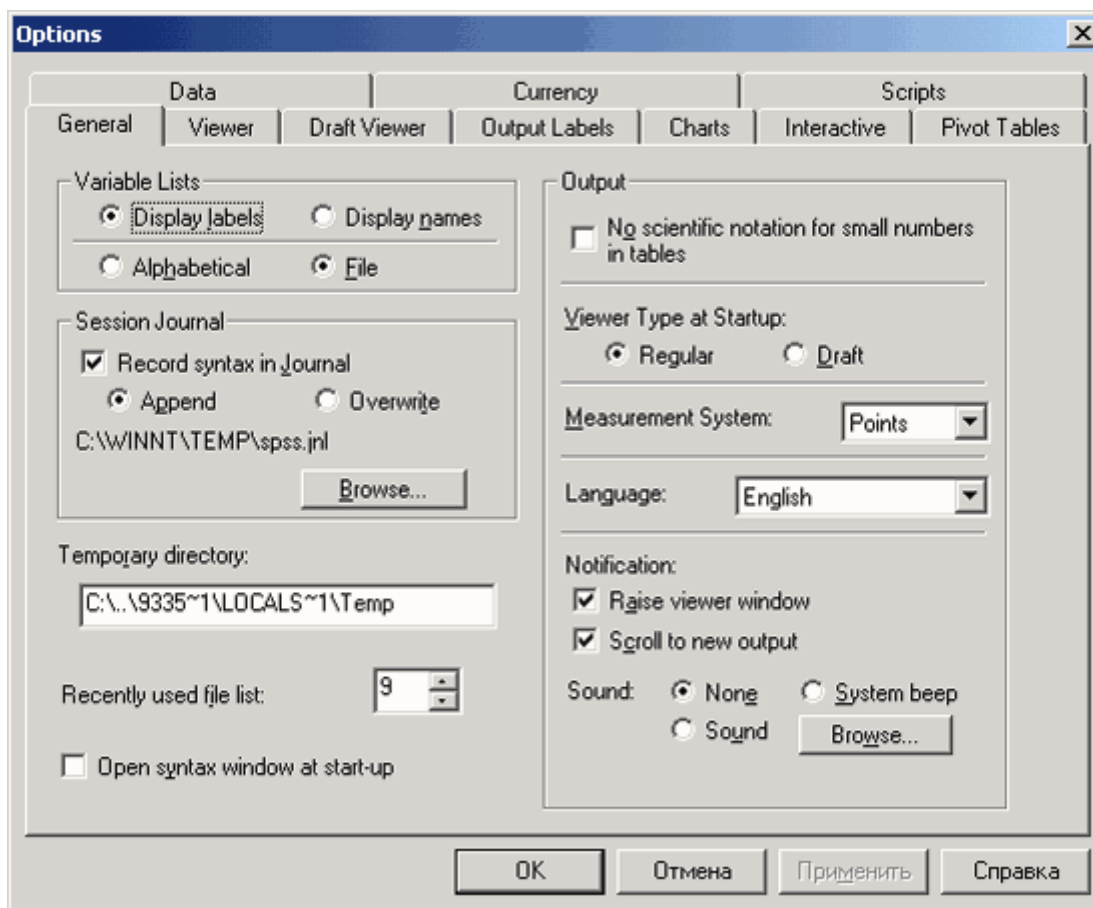 Options
Data Currency Scripts
General Viewer Draft Viewer Output Labels Charts Interactive Pivot Tables
Variable Lists
Display labels Display names
Alphabetical File
Session Journal
Record syntax in Journal
Append Overwrite
C:\WINNT\TEMP\spss.jnl
Browse...
Temporary directory:
C:\..\9335~1\LOCALS~1\Temp
Recently used file list: 9
Open syntax window at start-up
Output
No scientific notation for small numbers
in tables
Viewer Type at Startup:
Regular Draft
Measurement System: Points
Language: English
Notification:
Raise viewer window
Scroll to new output
Sound: None System beep
Sound Browse...
OK Отмена Применить Справка